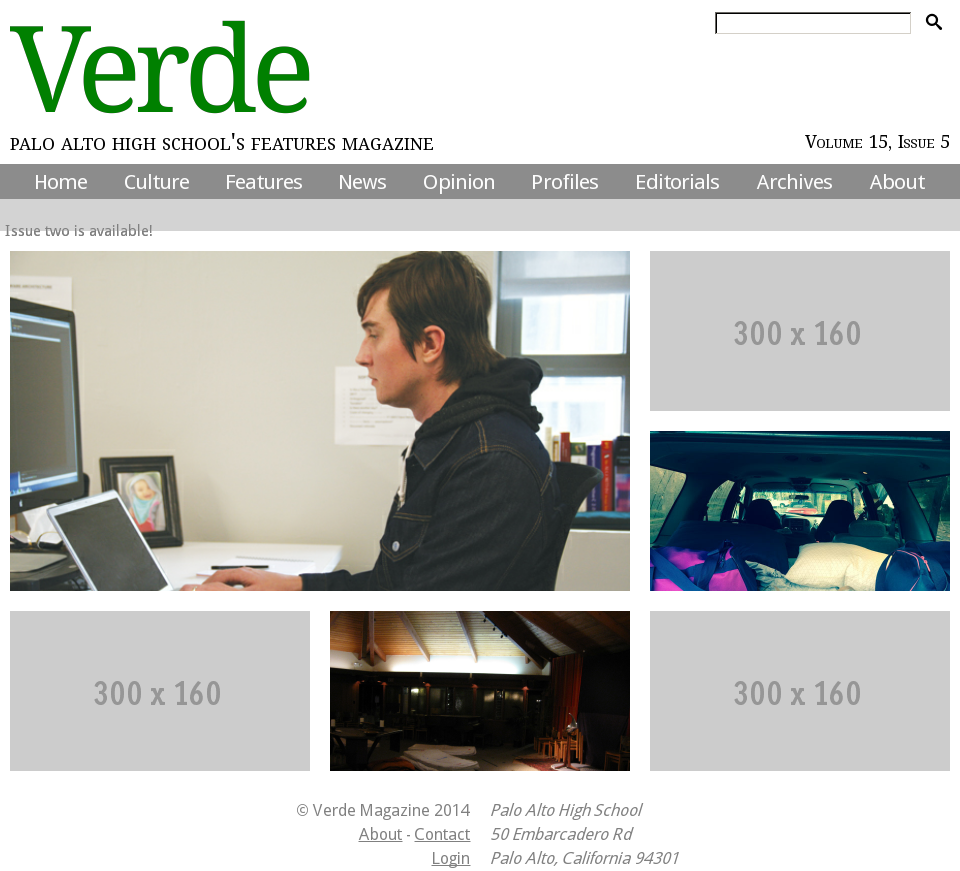 Verde
PALO ALTO HIGH SCHOOL'S FEATURES MAGAZINE
VOLUME 15, ISSUE 5
Home Culture Features News Opinion Profiles Editorials Archives About
Issue two is available!
300 x 160
300 x 160
300 x 160
© Verde Magazine 2014
About - Contact
Login
Palo Alto High School
50 Embarcadero Rd
Palo Alto, California 94301